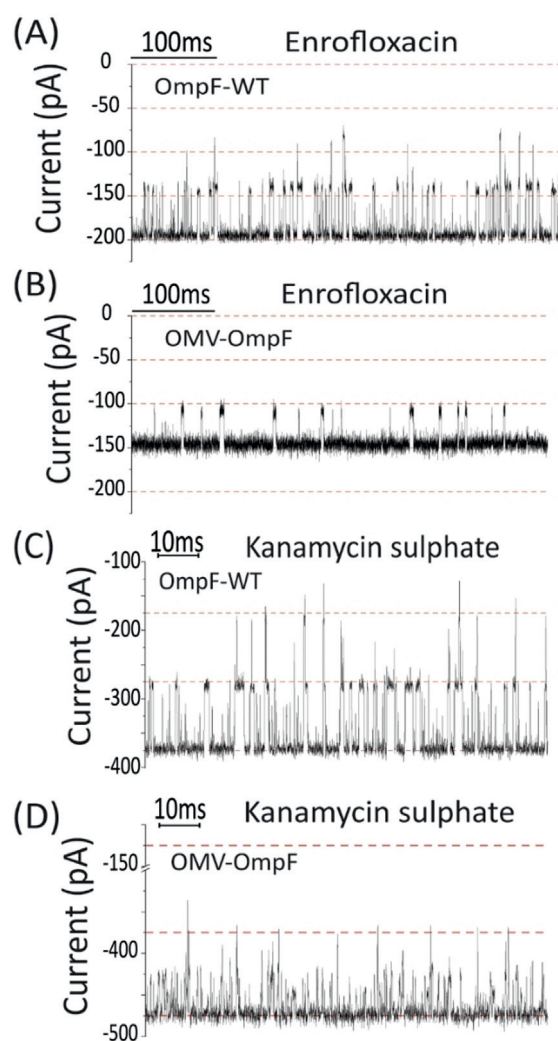 (A)
100ms Enrofloxacin
0
OmpF-WT
-50
-100
-150
-200
Current (pA)
(B)
100ms Enrofloxacin
0
OMV-OmpF
-50
-100
-150
-200
Current (pA)
(C)
10ms Kanamycin sulphate
-100
OmpF-WT
-200
-300
-400
Current (pA)
(D)
10ms Kanamycin sulphate
-150
OMV-OmpF
-400
-500
Current (pA)